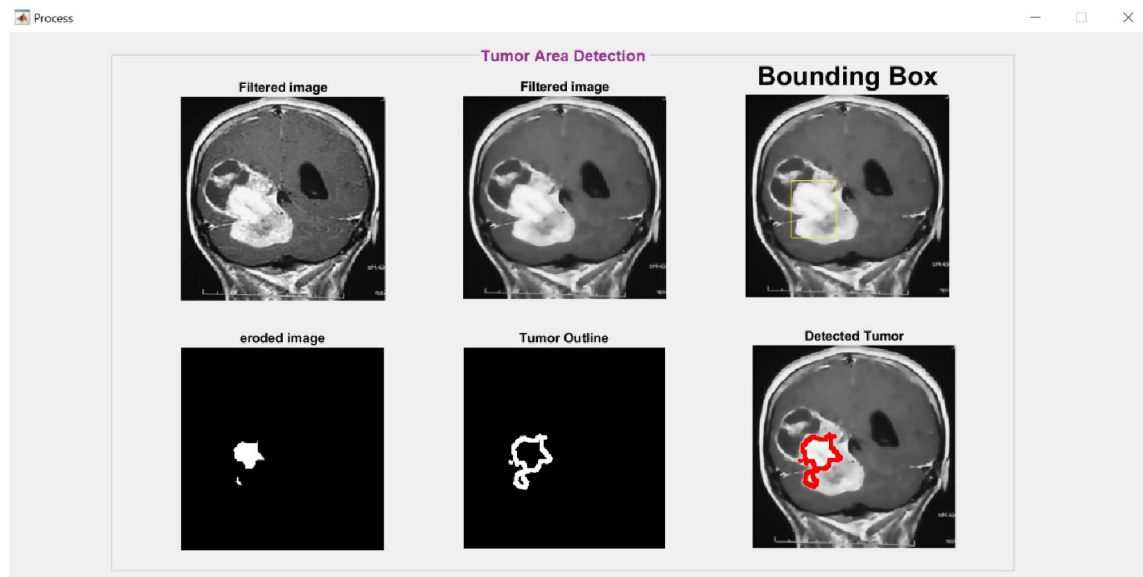 Process
Tumor Area Detection
Filtered image
Filtered image
Bounding Box
eroded image
Tumor Outline
Detected Tumor